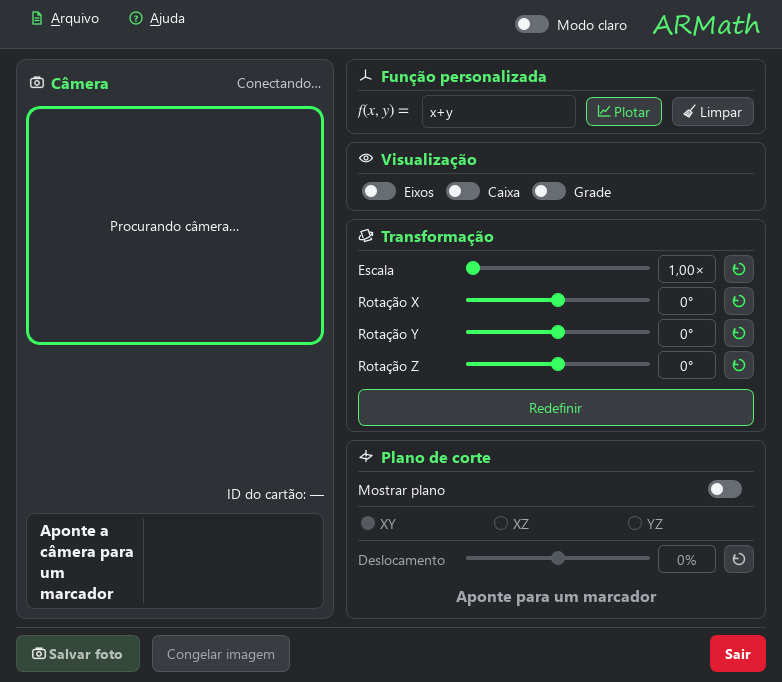 Arquivo Ajuda Modo claro ARMath
Câmera Conectando...
Procurando câmera...
ID do cartão: —
Aponte a
câmera para
um
marcador
Função personalizada
f(x, y) = x+y Plotar Limpar
Visualização
Eixos Caixa Grade
Transformação
Escala 1,00×
Rotação X 0°
Rotação Y 0°
Rotação Z 0°
Redefinir
Plano de corte
Mostrar plano
XY XZ YZ
Deslocamento 0%
Aponte para um marcador
Salvar foto Congelar imagem Sair